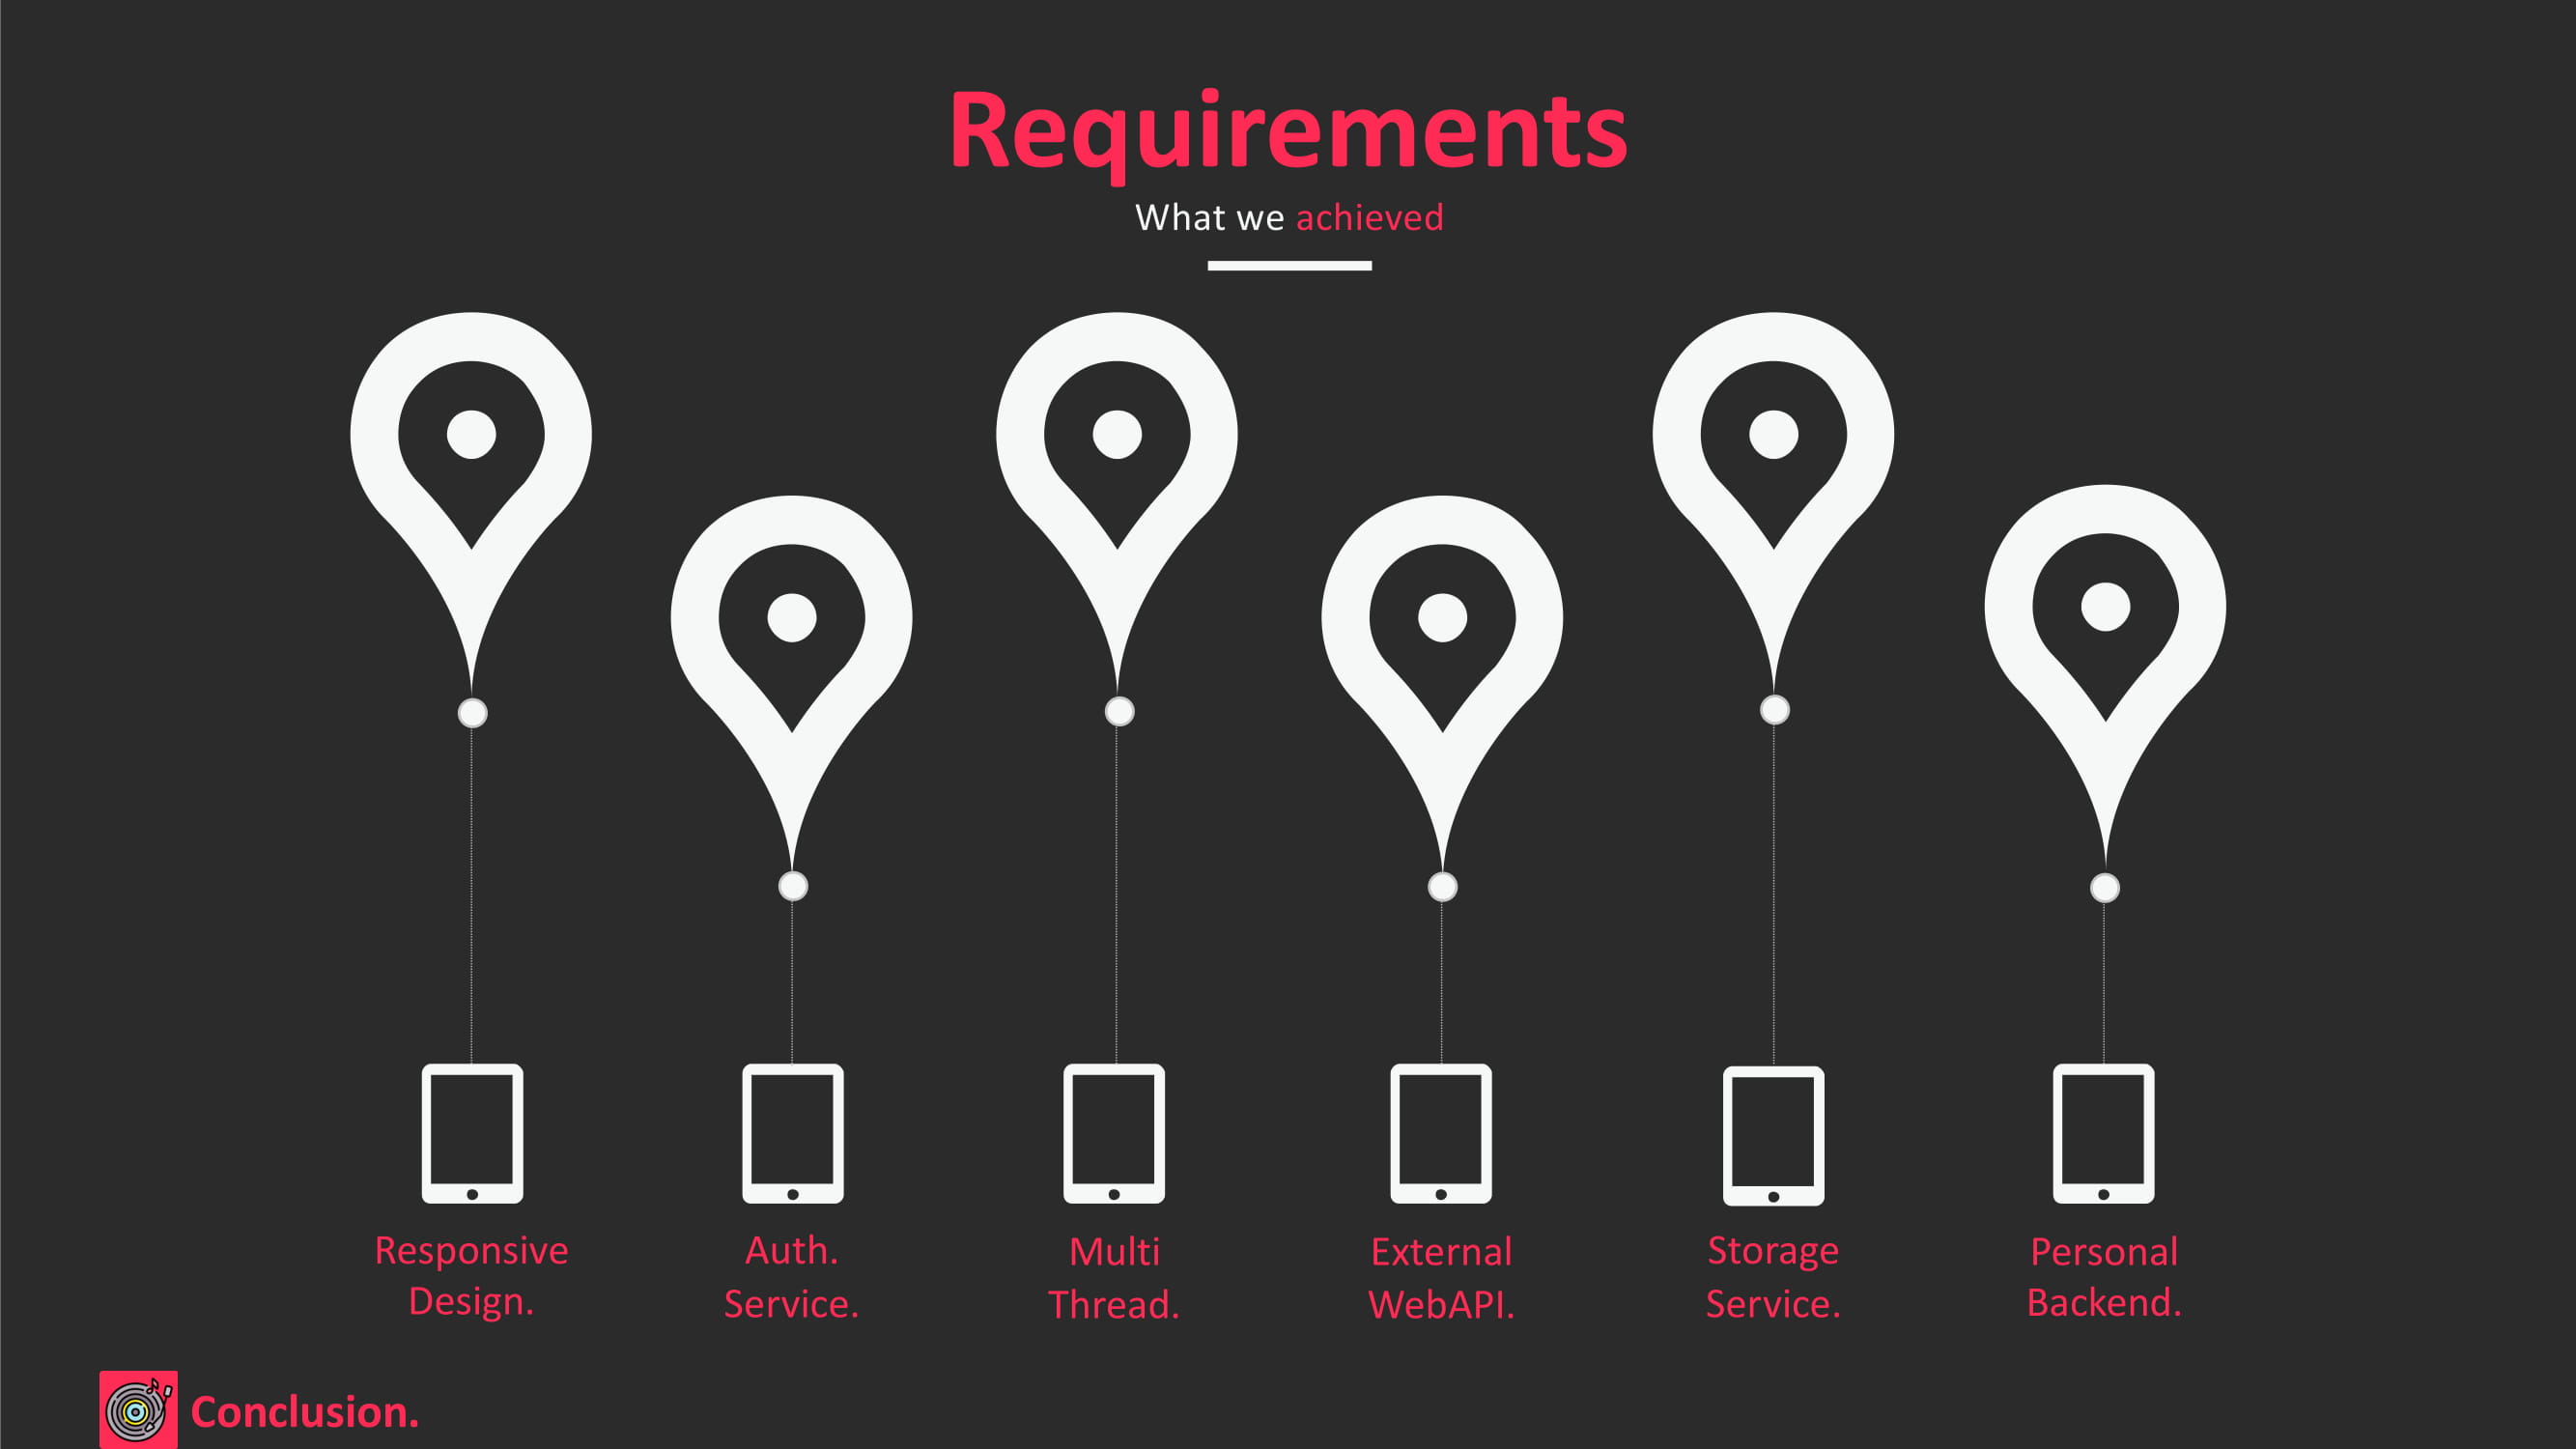 Requirements
What we achieved
Responsive
Design.
Auth.
Service.
Multi
Thread.
External
WebAPI.
Storage
Service.
Personal
Backend.
Conclusion.